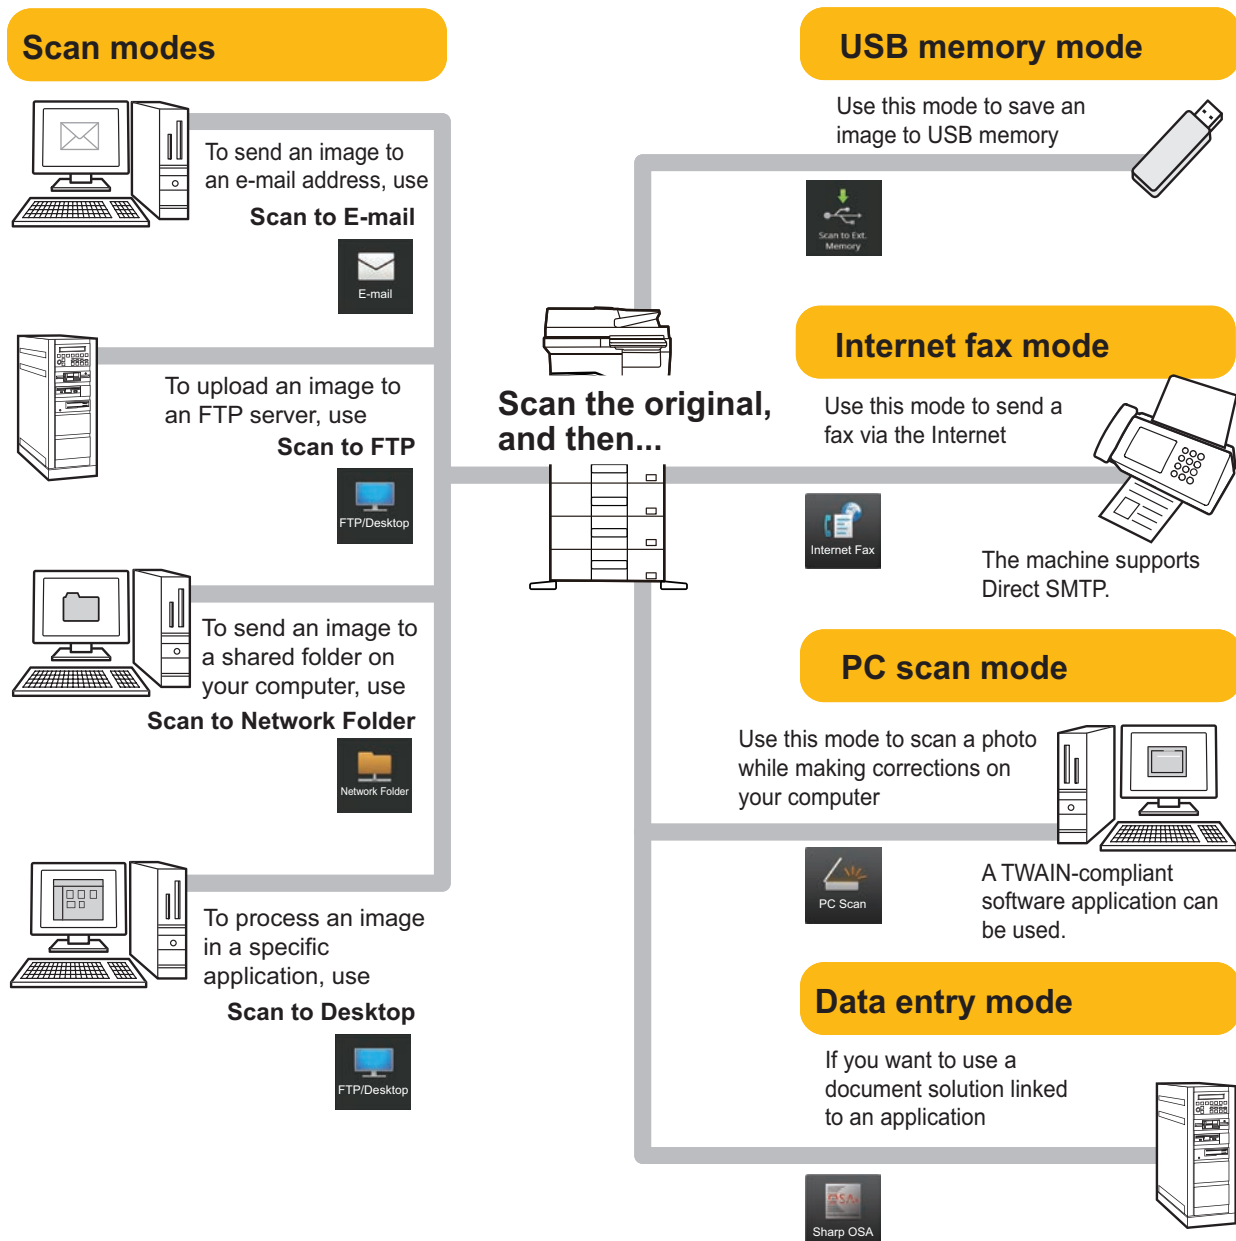 Scan modes
To send an image to
an e-mail address, use
Scan to E-mail
E-mail
To upload an image to
an FTP server, use
Scan to FTP
FTP/Desktop
To send an image to
a shared folder on
your computer, use
Scan to Network Folder
Network Folder
To process an image
in a specific
application, use
Scan to Desktop
FTP/Desktop
Scan the original,
and then...
USB memory mode
Use this mode to save an
image to USB memory
Scan to Ext.
Memory
Internet fax mode
Use this mode to send a
fax via the Internet
Internet Fax
The machine supports
Direct SMTP.
PC scan mode
Use this mode to scan a photo
while making corrections on
your computer
PC Scan
A TWAIN-compliant
software application can
be used.
Data entry mode
If you want to use a
document solution linked
to an application
OSA
Sharp OSA